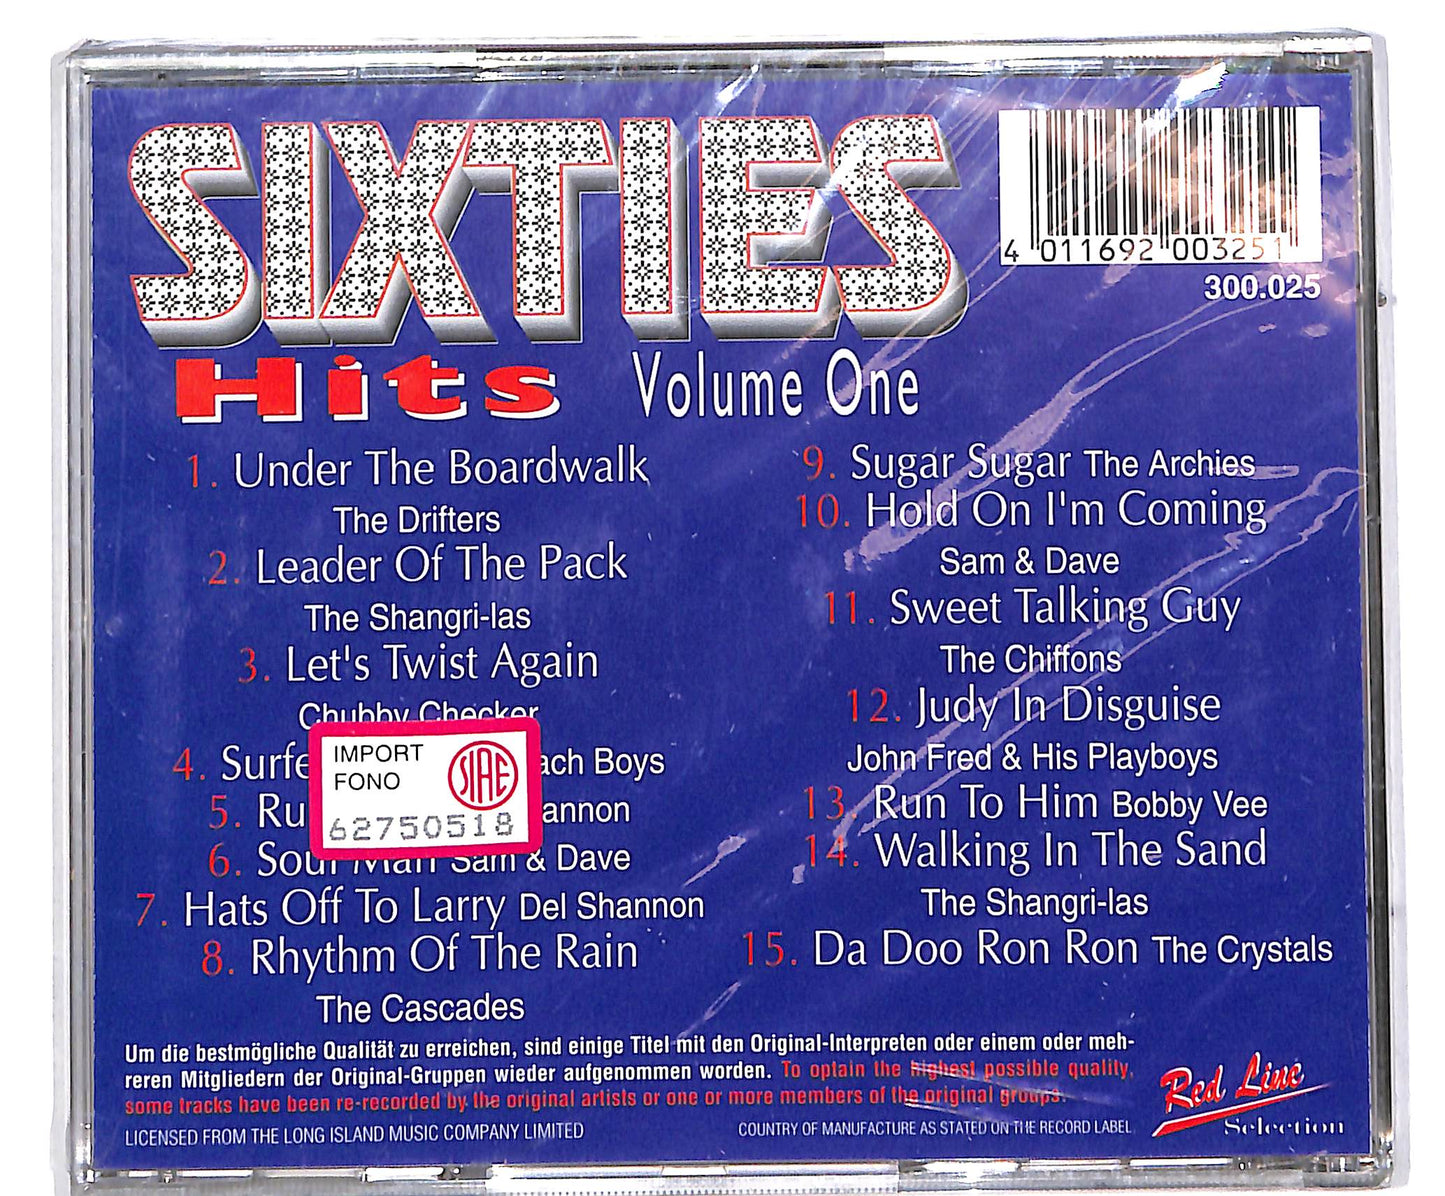 SIXTIES
Hits Volume One
4 011692 003251
300.025
1. Under The Boardwalk
The Drifters
2. Leader Of The Pack
The Shangri-las
3. Let's Twist Again
Chubby Checker
4. Surfe ach Boys
5. Ru annon
6. Soul Man Sam & Dave
7. Hats Off To Larry Del Shannon
8. Rhythm Of The Rain
The Cascades
IMPORT
FONO
SIAE
62750518
9. Sugar Sugar The Archies
10. Hold On I'm Coming
Sam & Dave
11. Sweet Talking Guy
The Chiffons
12. Judy In Disguise
John Fred & His Playboys
13. Run To Him Bobby Vee
14. Walking In The Sand
The Shangri-las
15. Da Doo Ron Ron The Crystals
Um die bestmögliche Qualität zu erreichen, sind einige Titel mit den Original-Interpreten oder einem oder meh-
reren Mitgliedern der Original-Gruppen wieder aufgenommen worden. To optain the highest possible quality,
some tracks have been re-recorded by the original artists or one or more members of the original groups.
LICENSED FROM THE LONG ISLAND MUSIC COMPANY LIMITED
COUNTRY OF MANUFACTURE AS STATED ON THE RECORD LABEL
Red Line
Selection